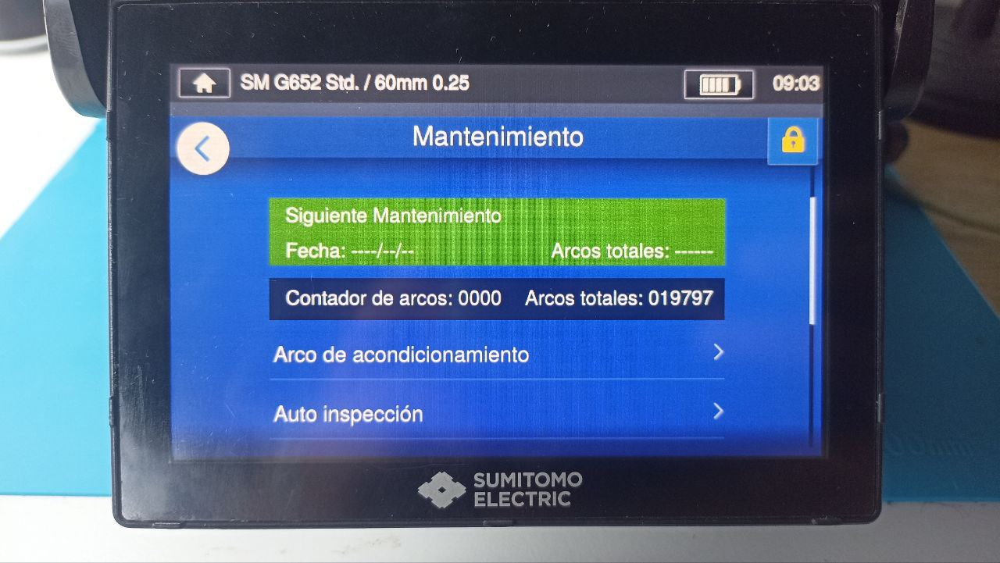 SM G652 Std. / 60mm 0.25
09:03
Mantenimiento
Siguiente Mantenimiento
Fecha: ----/--/--
Arcos totales: ------
Contador de arcos: 0000
Arcos totales: 019797
Arco de acondicionamiento
Auto inspección
SUMITOMO
ELECTRIC